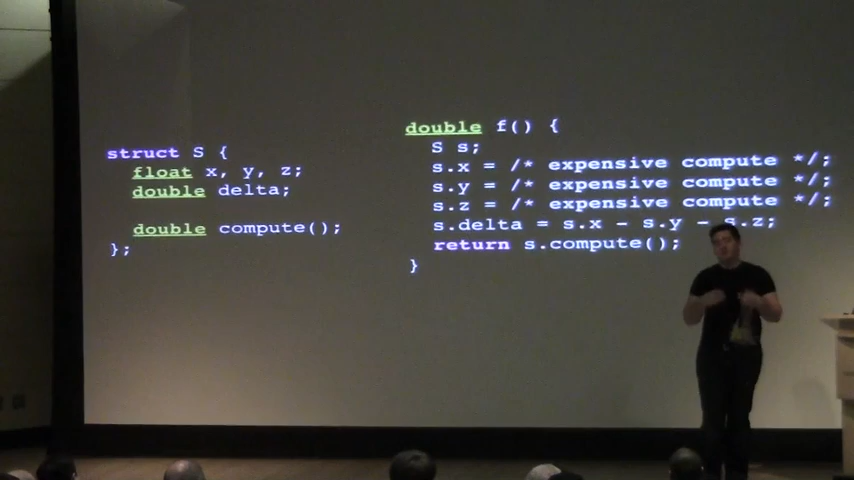 struct S {
float x, y, z;
double delta;
double compute();
};
double f() {
S s;
s.x = /* expensive compute */;
s.y = /* expensive compute */;
s.z = /* expensive compute */;
s.delta = s.x - s.y - s.z;
return s.compute();
}